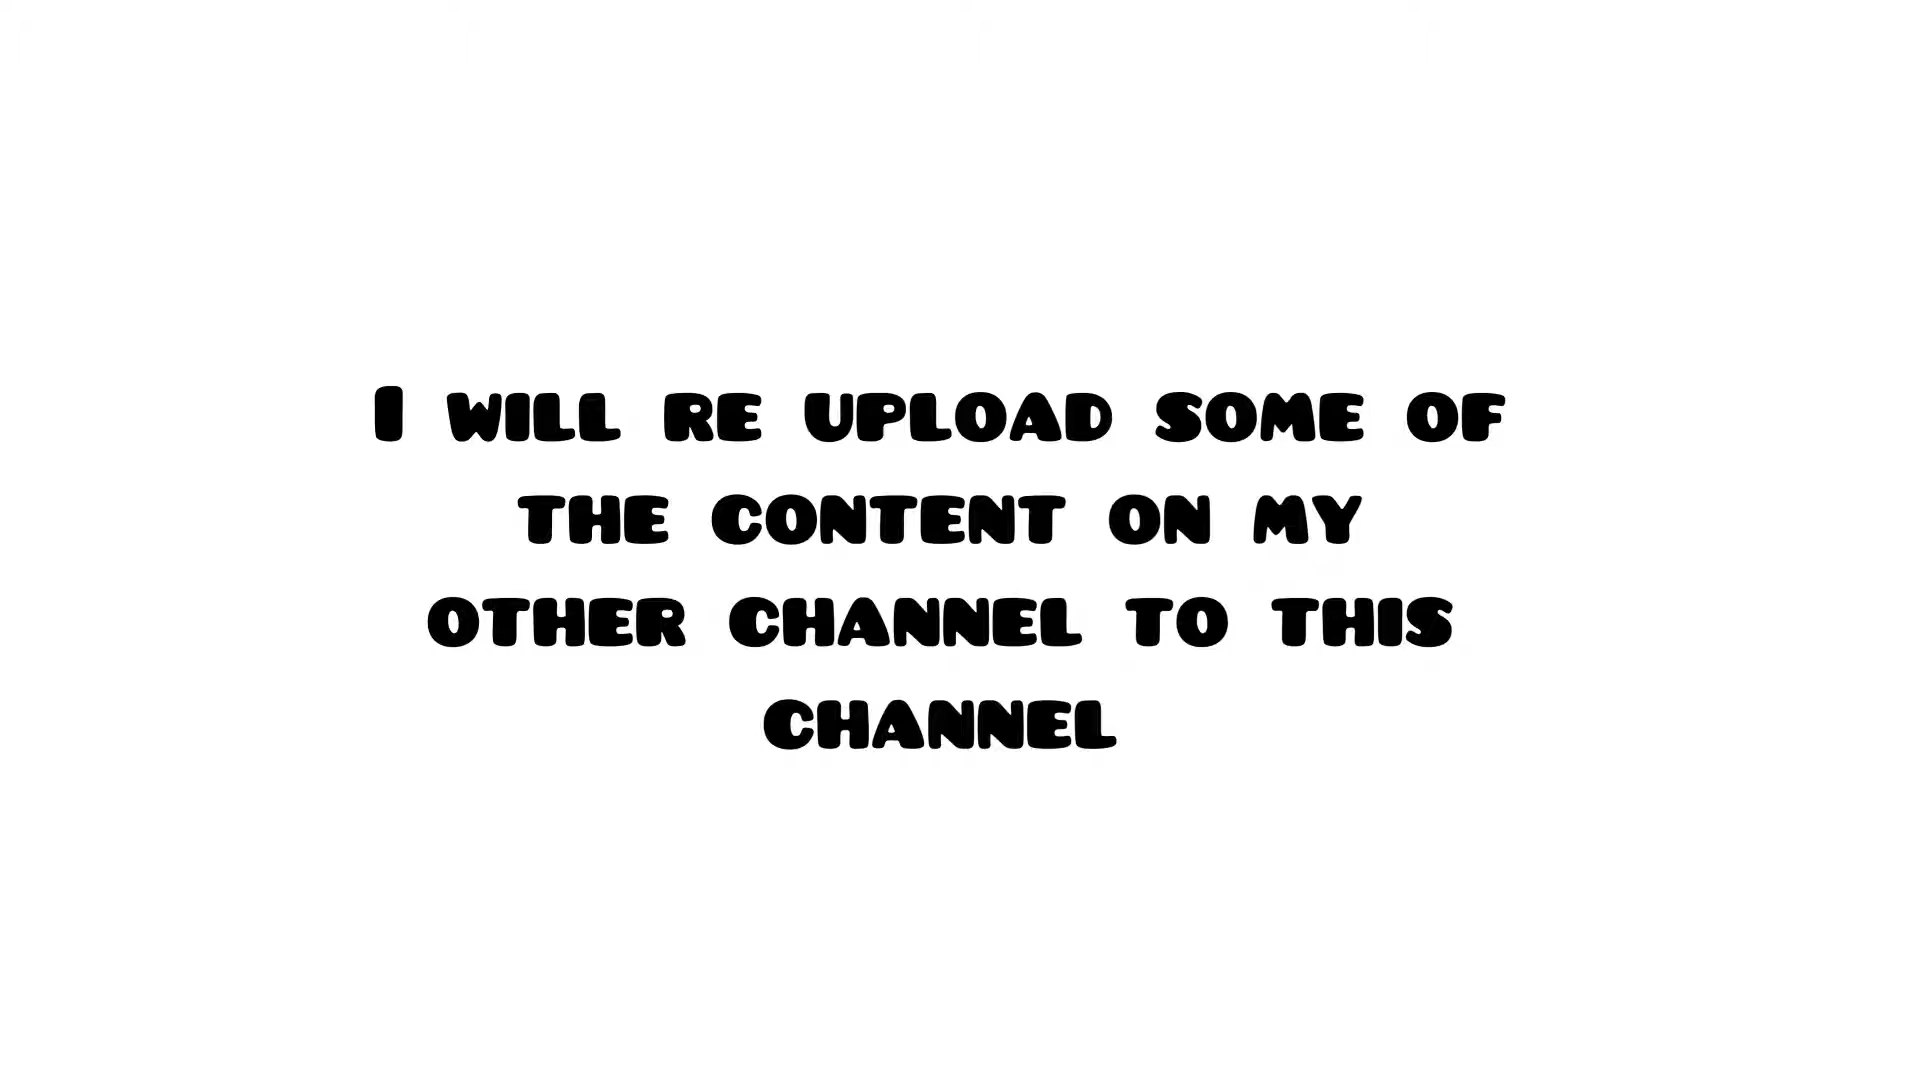 I WILL RE UPLOAD SOME OF
THE CONTENT ON MY
OTHER CHANNEL TO THIS
CHANNEL